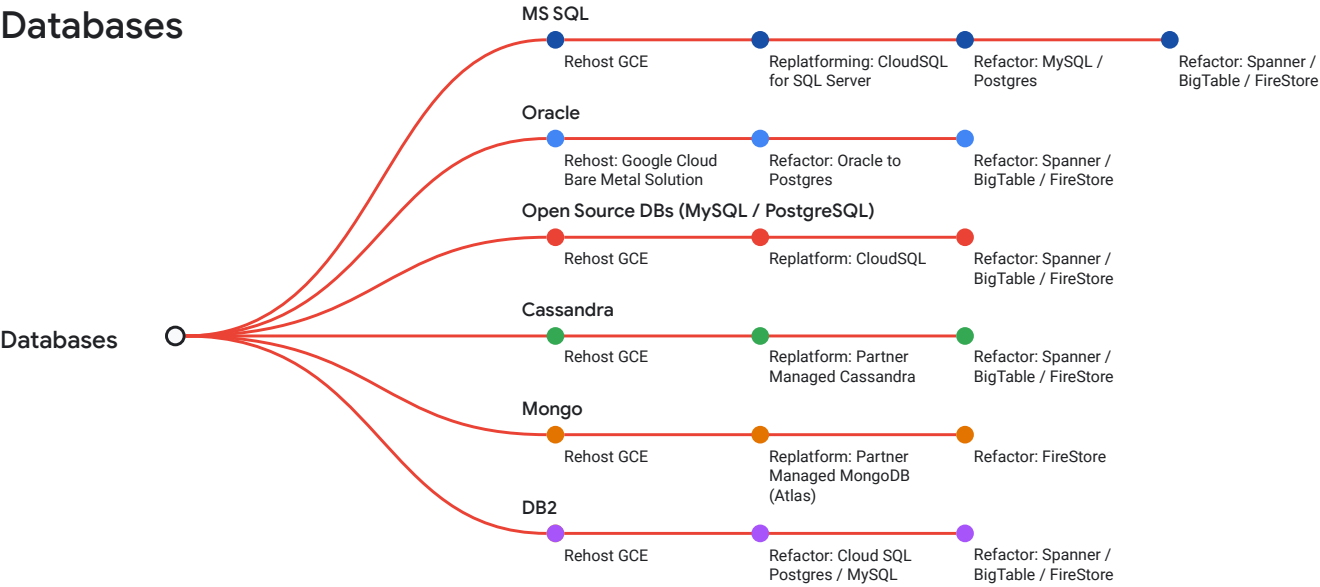 Databases
MS SQL
Rehost GCE
Replatforming: CloudSQL
for SQL Server
Refactor: MySQL /
Postgres
Refactor: Spanner /
BigTable / FireStore
Oracle
Rehost: Google Cloud
Bare Metal Solution
Refactor: Oracle to
Postgres
Refactor: Spanner /
BigTable / FireStore
Open Source DBs (MySQL / PostgreSQL)
Rehost GCE
Replatform: CloudSQL
Refactor: Spanner /
BigTable / FireStore
Databases
Cassandra
Rehost GCE
Replatform: Partner
Managed Cassandra
Refactor: Spanner /
BigTable / FireStore
Mongo
Rehost GCE
Replatform: Partner
Managed MongoDB
(Atlas)
Refactor: FireStore
DB2
Rehost GCE
Refactor: Cloud SQL
Postgres / MySQL
Refactor: Spanner /
BigTable / FireStore